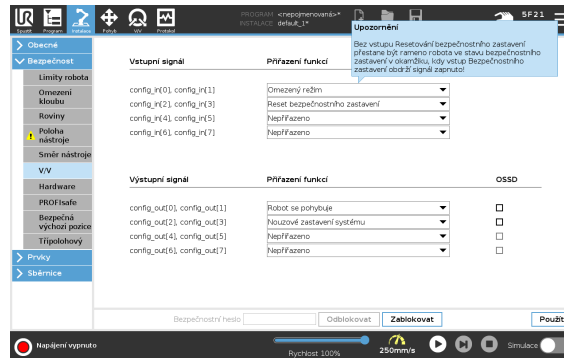 Spustit
Program
Instalace
Pohyb
V/V
Protokol
PROGRAM <nepojmenovaná>*
INSTALACE default_1*
5F21
Upozornění
Bez vstupu Resetování bezpečnostního zastavení
přestane být rameno robota ve stavu bezpečnostního
zastavení v okamžiku, kdy vstup Bezpečnostního
zastavení obdrží signál zapnuto!
Obecné
Bezpečnost
Limity robota
Omezení
kloubu
Roviny
Poloha
nástroje
Směr nástroje
V/V
Hardware
PROFIsafe
Bezpečná
výchozí pozice
Třípolohový
Prvky
Sběrnice
Vstupní signál Přiřazení funkcí
config_in[0], config_in[1] Omezený režim
config_in[2], config_in[3] Reset bezpečnostního zastavení
config_in[4], config_in[5] Nepřiřazeno
config_in[6], config_in[7] Nepřiřazeno
Výstupní signál Přiřazení funkcí OSSD
config_out[0], config_out[1] Robot se pohybuje
config_out[2], config_out[3] Nouzové zastavení systému
config_out[4], config_out[5] Nepřiřazeno
config_out[6], config_out[7] Nepřiřazeno
Bezpečnostní heslo Odblokovat Zablokovat Použít
Napájení vypnuto
Rychlost 100%
250mm/s
Simulace